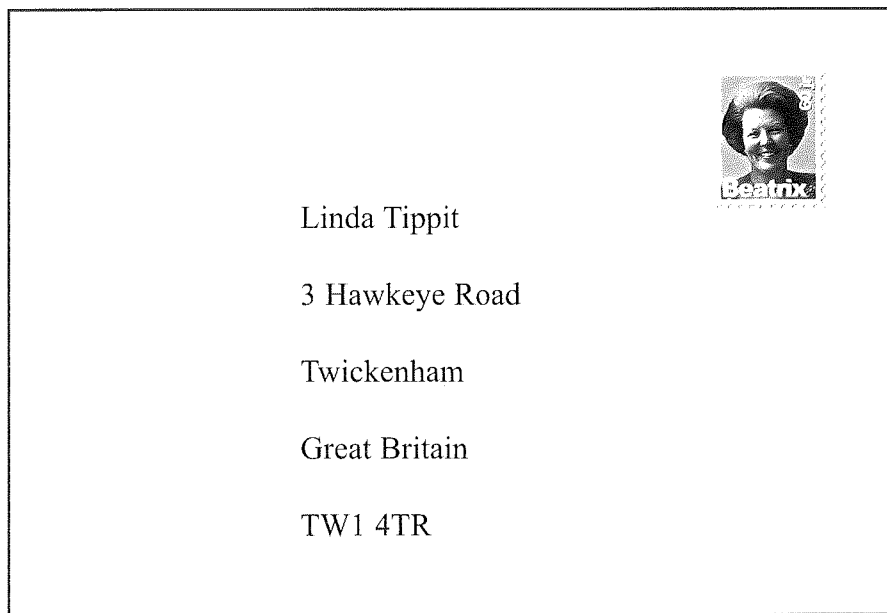 Beatrix
Linda Tippit
3 Hawkeye Road
Twickenham
Great Britain
TW1 4TR